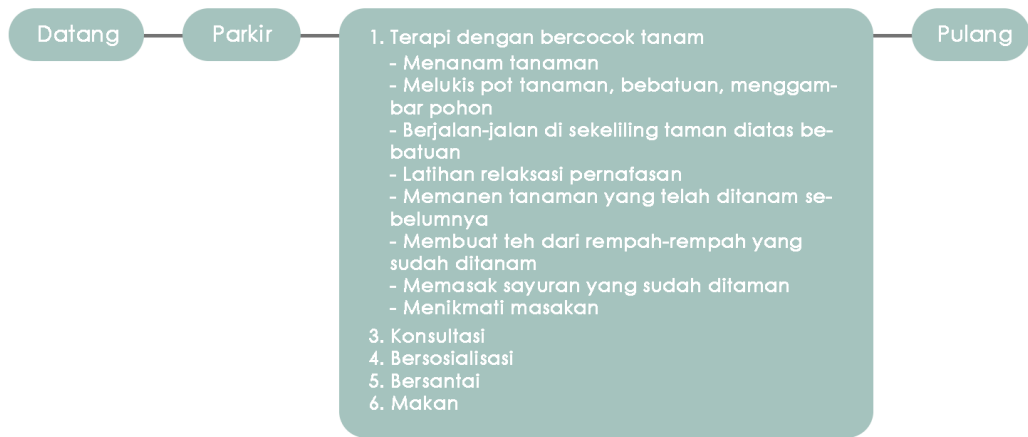 Datang
Parkir
1. Terapi dengan bercocok tanam
- Menanam tanaman
- Melukis pot tanaman, bebatuan, menggam-
bar pohon
- Berjalan-jalan di sekeliling taman diatas be-
batuan
- Latihan relaksasi pernafasan
- Memanen tanaman yang telah ditanam se-
belumnya
- Membuat teh dari rempah-rempah yang
sudah ditanam
- Memasak sayuran yang sudah ditaman
- Menikmati masakan
3. Konsultasi
4. Bersosialisasi
5. Bersantai
6. Makan
Pulang